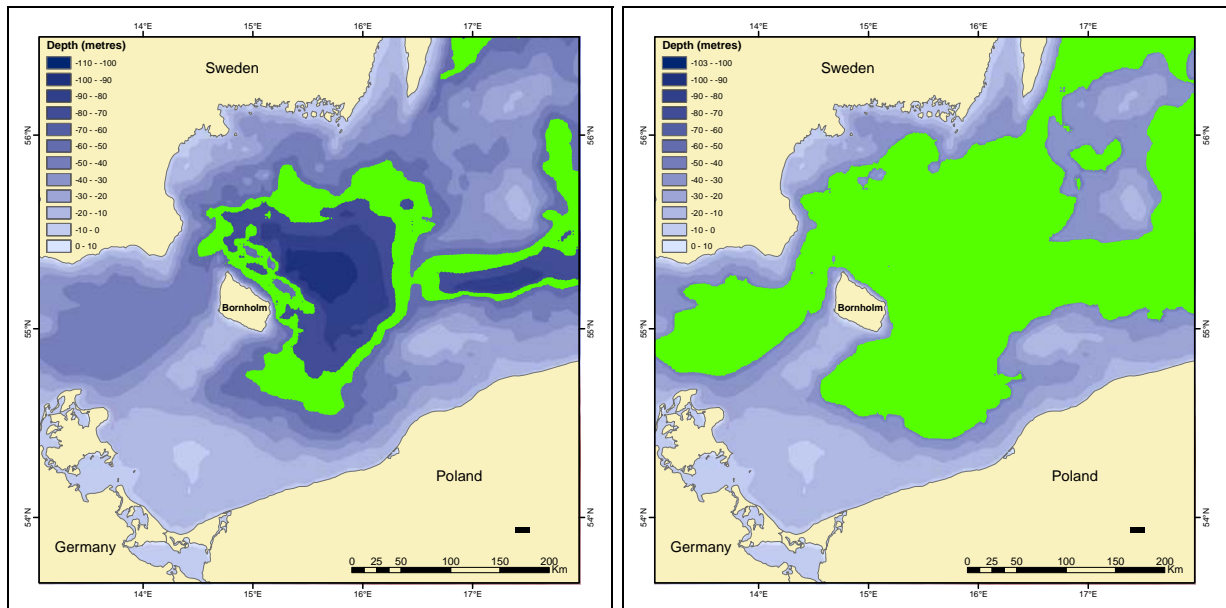 14°E 15°E 16°E 17°E
Depth (metres)
-110 - -100
-100 - -90
-90 - -80
-80 - -70
-70 - -60
-60 - -50
-50 - -40
-40 - -30
-30 - -20
-20 - -10
-10 - 0
0 - 10
Sweden
56°N 56°N
55°N 55°N
Bornholm
Poland
54°N 54°N
Germany
0 25 50 100 150 200
Km
14°E 15°E 16°E 17°E
14°E 15°E 16°E 17°E
Depth (metres)
-103 - -100
-100 - -90
-90 - -80
-80 - -70
-70 - -60
-60 - -50
-50 - -40
-40 - -30
-30 - -20
-20 - -10
-10 - 0
0 - 10
Sweden
56°N 56°N
55°N 55°N
Bornholm
Poland
54°N 54°N
Germany
0 25 50 100 150 200
Km
14°E 15°E 16°E 17°E